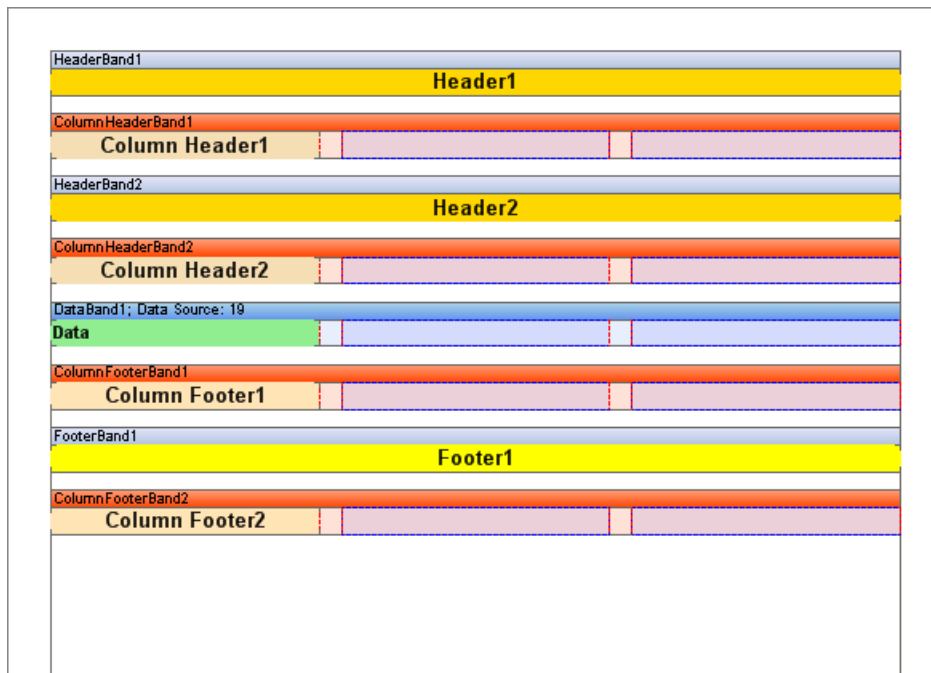 HeaderBand1
Header1
ColumnHeaderBand1
Column Header1
HeaderBand2
Header2
ColumnHeaderBand2
Column Header2
DataBand1; Data Source: 19
Data
ColumnFooterBand1
Column Footer1
FooterBand1
Footer1
ColumnFooterBand2
Column Footer2